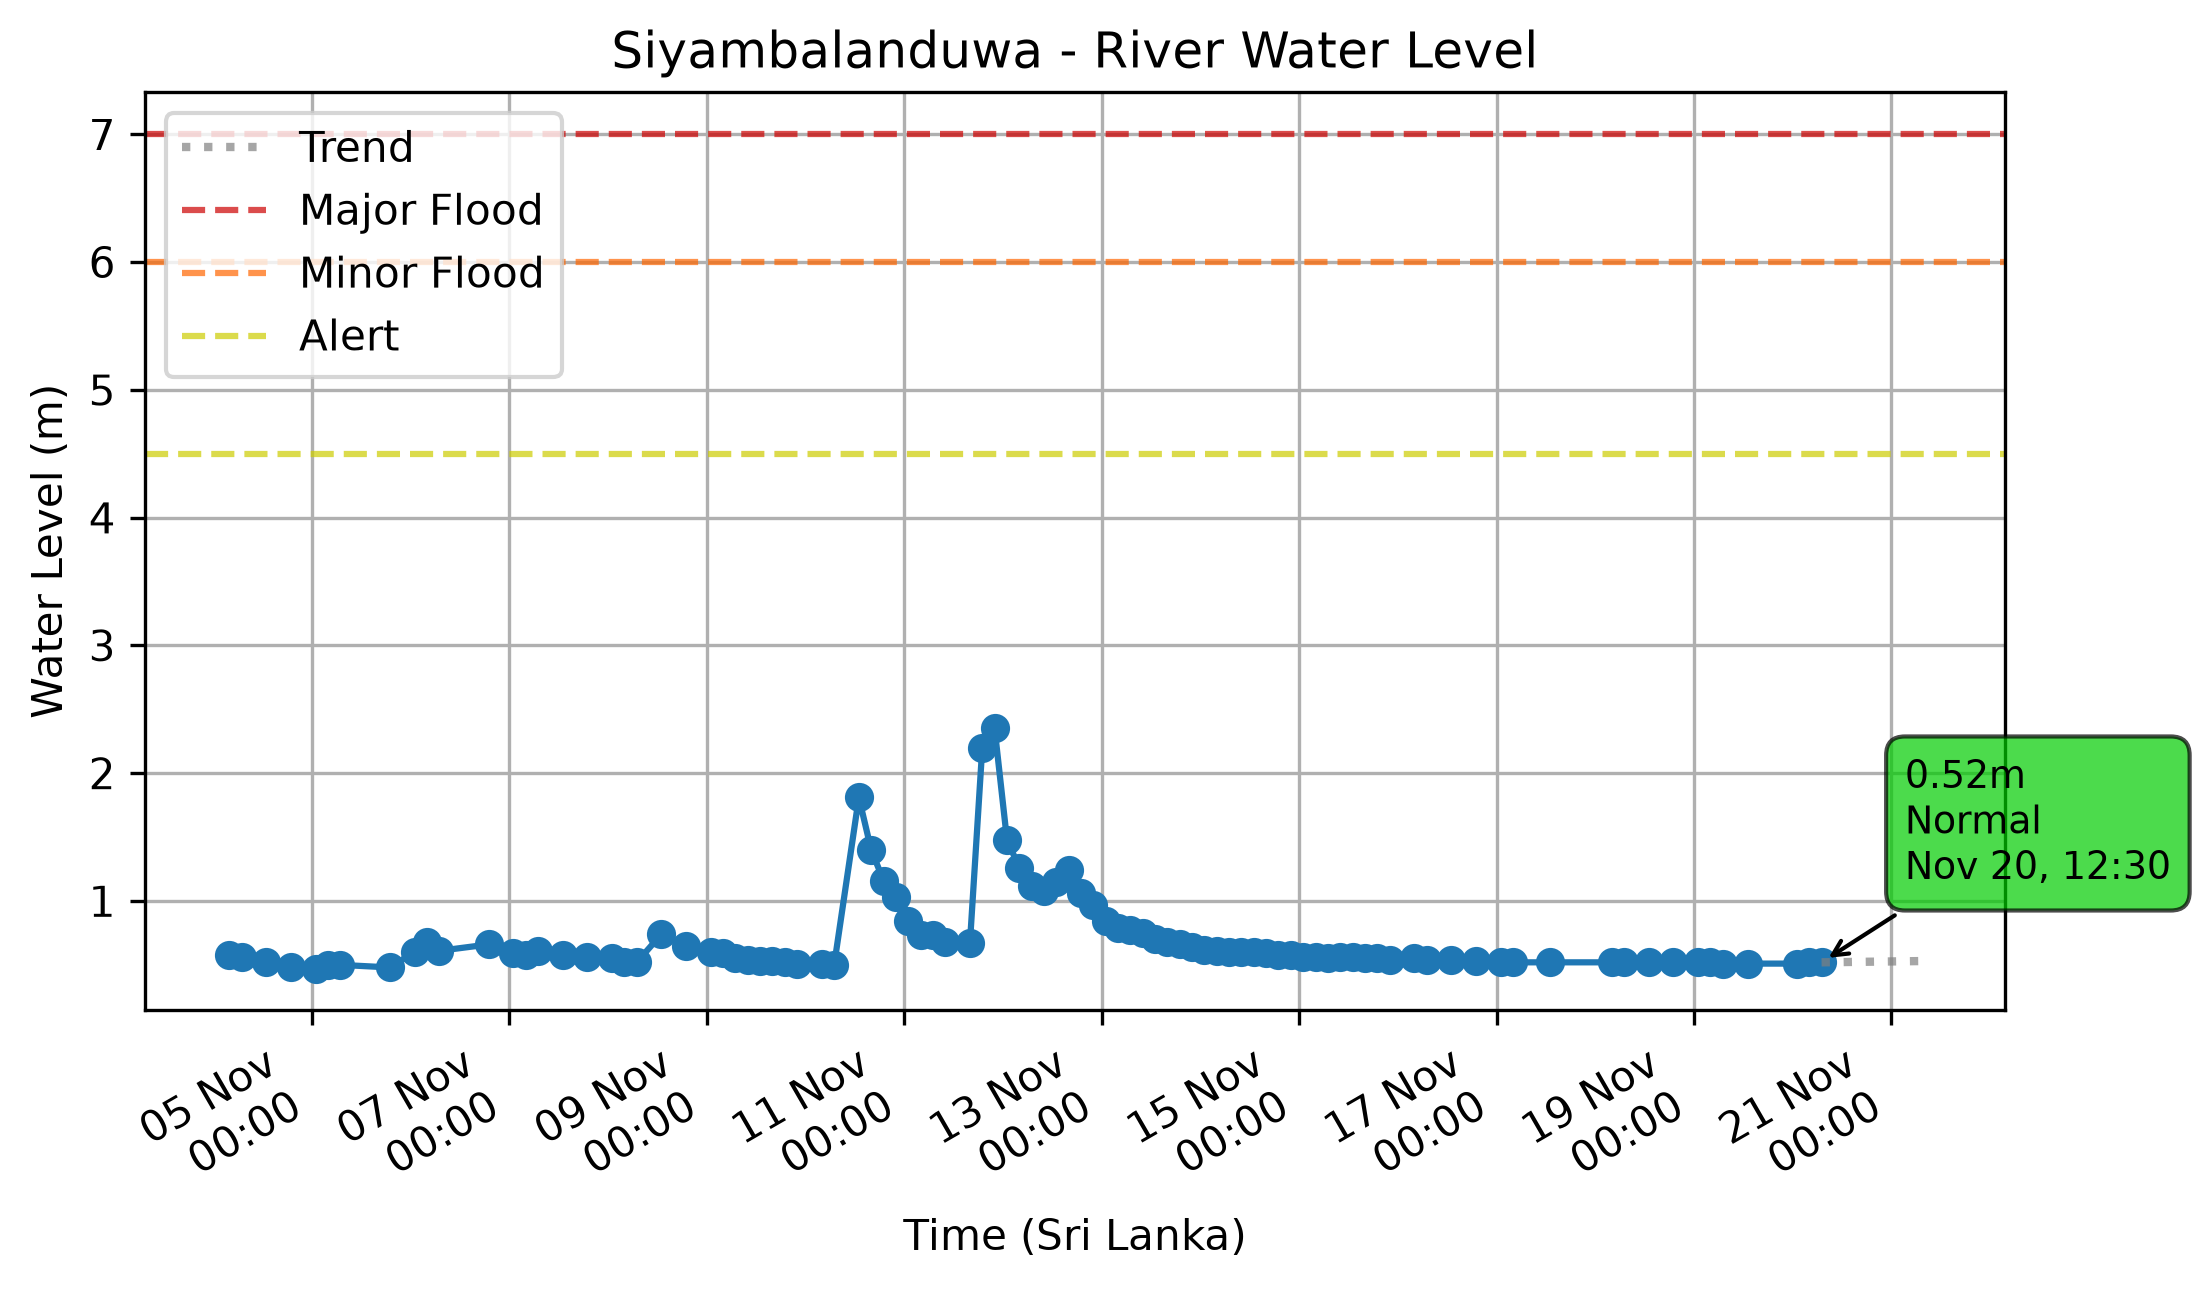 Siyambalanduwa - River Water Level
Trend
Major Flood
Minor Flood
Alert
Water Level (m)
7
6
5
4
3
2
1
0.52m
Normal
Nov 20, 12:30
05 Nov
00:00
07 Nov
00:00
09 Nov
00:00
11 Nov
00:00
13 Nov
00:00
15 Nov
00:00
17 Nov
00:00
19 Nov
00:00
21 Nov
00:00
Time (Sri Lanka)